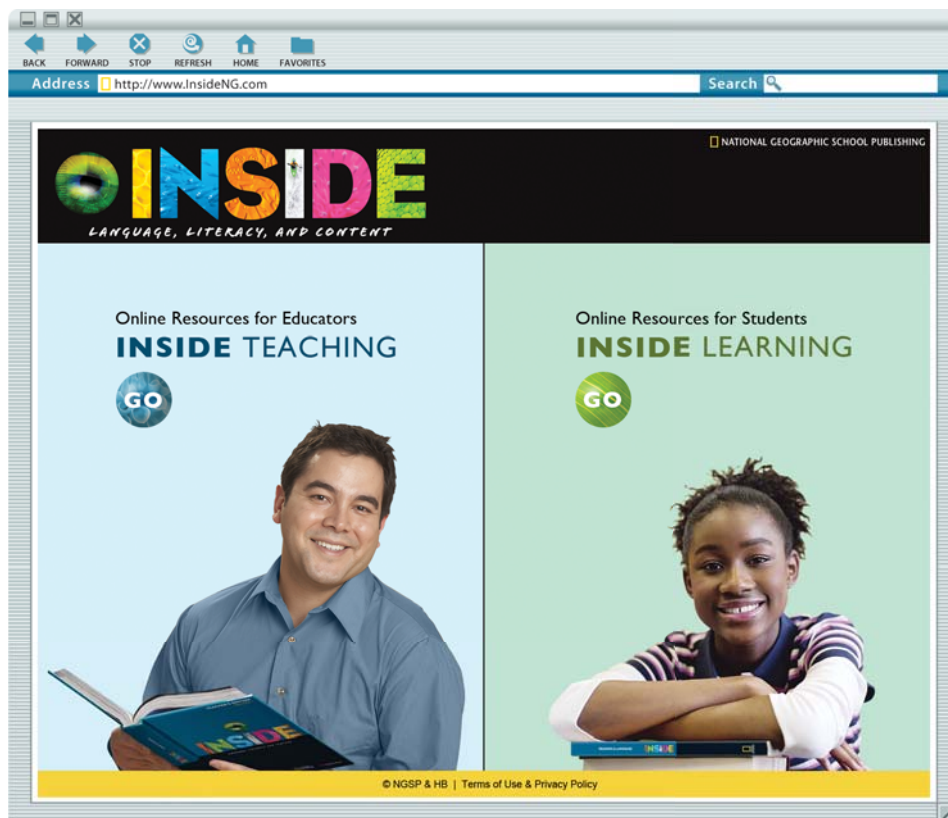 BACK FORWARD STOP REFRESH HOME FAVORITES
Address http://www.InsideNG.com Search
NATIONAL GEOGRAPHIC SCHOOL PUBLISHING
INSIDE
LANGUAGE, LITERACY, AND CONTENT
Online Resources for Educators
INSIDE TEACHING
GO
Online Resources for Students
INSIDE LEARNING
GO
INSIDE
INSIDE
© NGSP & HB | Terms of Use & Privacy Policy